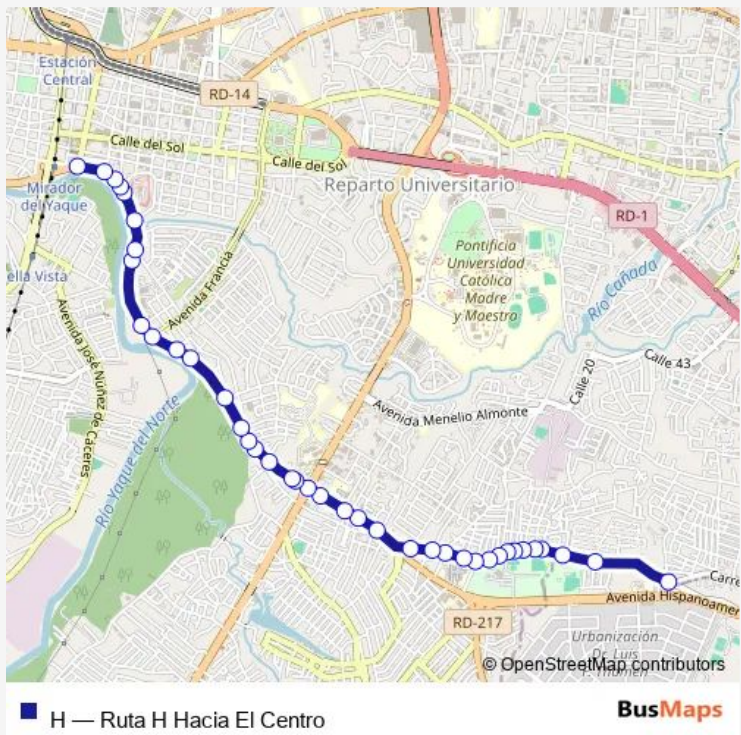 Estación
Central
RD-14
Calle del Sol
Calle del Sol
Mirador
del Yaque
Reparto Universitario
RD-1
Pontificia
Universidad
Católica
Madre
y Maestra
Río Cañada
ella Vista
Avenida Francia
Avenida José Núñez de Cáceres
Calle 43
Calle 20
Avenida Menelio Almonte
Río Yaque del Norte
Carre
Avenida Hispanoamer
RD-217
Urbanización
Dr. Luis
© OpenStreetMap contributors
H — Ruta H Hacia El Centro
BusMaps